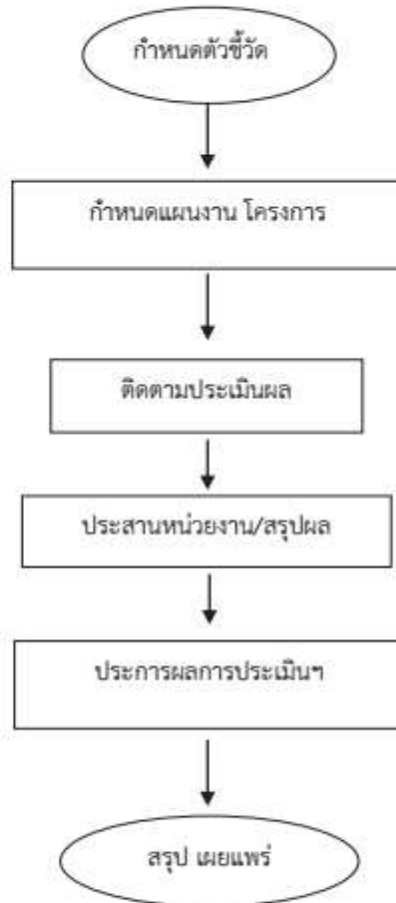 กำหนดตัวชี้วัด
กำหนดแผนงาน โครงการ
ติดตามประเมินผล
ประสานหน่วยงาน/สรุปผล
ประการผลการประเมินฯ
สรุป เผยแพร่